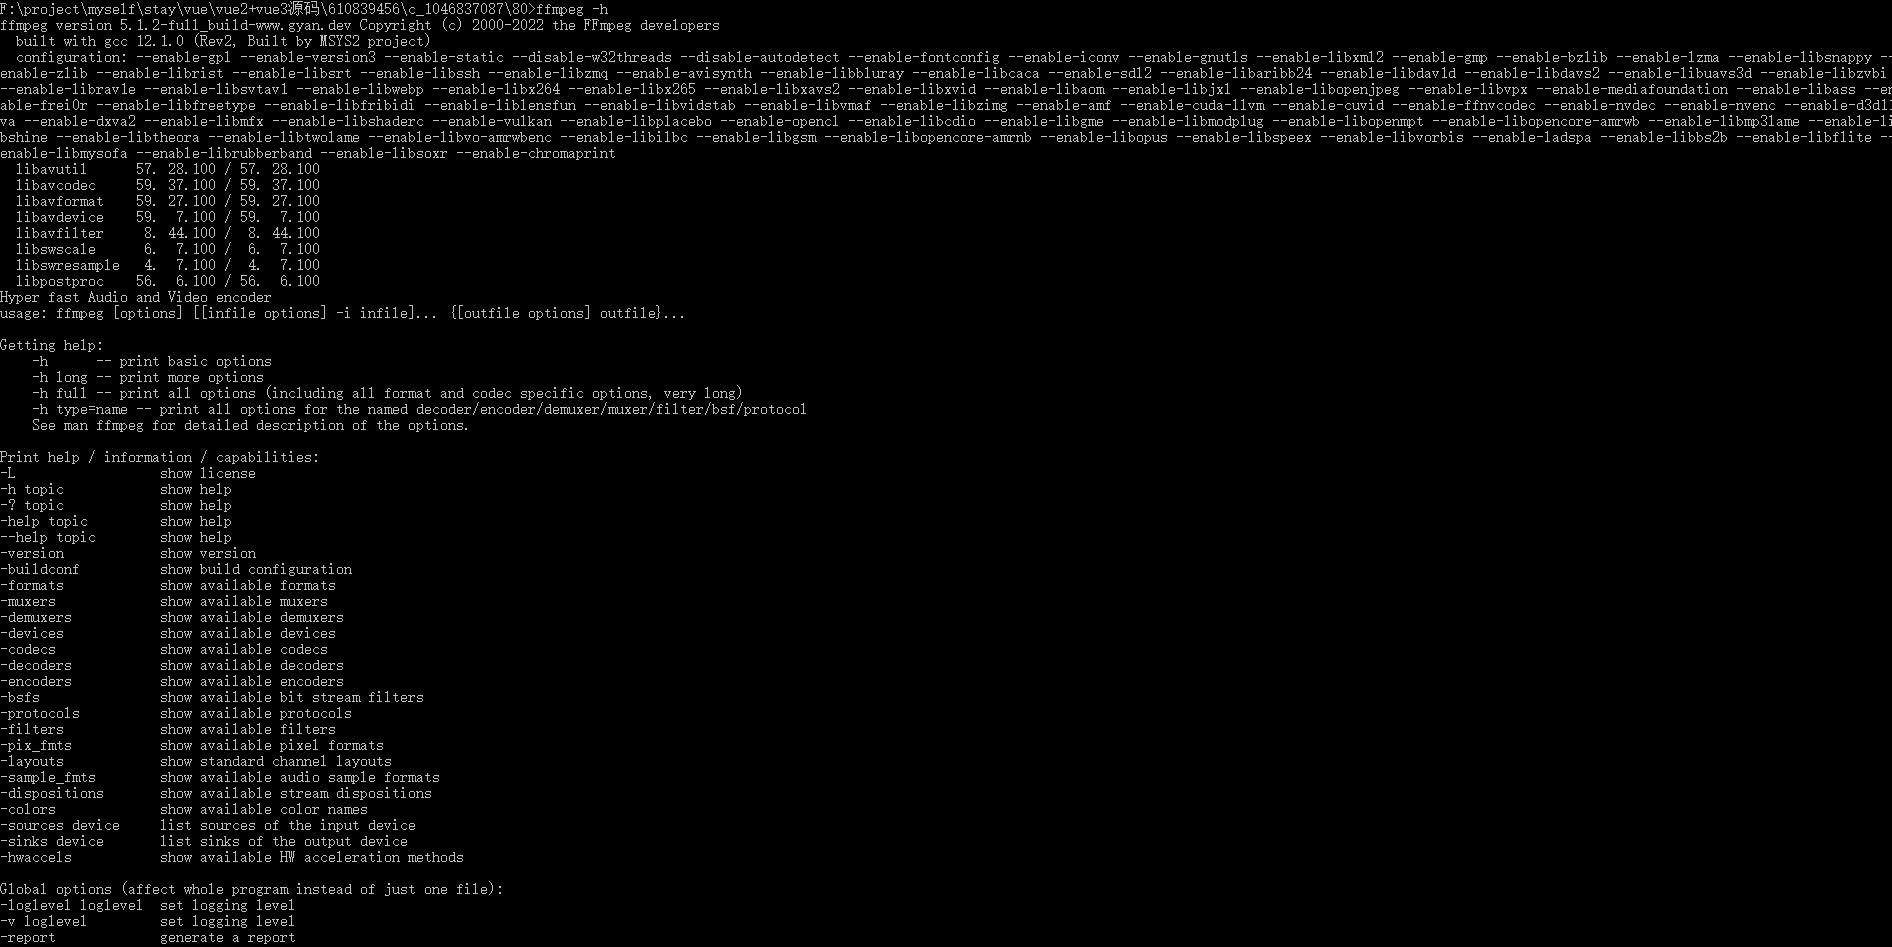 F:\project\myself\stay\vue\vue2+vue3源码\610839456\c_1046837087\80>ffmpeg -h
ffmpeg version 5.1.2-full_build-www.gyan.dev Copyright (c) 2000-2022 the FFmpeg developers
  built with gcc 12.1.0 (Rev2, Built by MSYS2 project)
  configuration: --enable-gpl --enable-version3 --enable-static --disable-w32threads --disable-autodetect --enable-fontconfig --enable-iconv --enable-gnutls --enable-libxml2 --enable-gmp --enable-bzlib --enable-lzma --enable-libsnappy --
enable-zlib --enable-librist --enable-libsrt --enable-libssh --enable-libzmq --enable-avisynth --enable-libbluray --enable-libcaca --enable-sdl2 --enable-libaribb24 --enable-libdav1d --enable-libdavs2 --enable-libuavs3d --enable-libzvbi
--enable-librav1e --enable-libsvtav1 --enable-libwebp --enable-libx264 --enable-libx265 --enable-libxavs2 --enable-libxvid --enable-libaom --enable-libjxl --enable-libopenjpeg --enable-libvpx --enable-mediafoundation --enable-libass --en
able-frei0r --enable-libfreetype --enable-libfribidi --enable-liblensfun --enable-libvidstab --enable-libvmaf --enable-libzimg --enable-amf --enable-cuda-llvm --enable-cuvid --enable-ffnvcodec --enable-nvdec --enable-nvenc --enable-d3d11
va --enable-dxva2 --enable-libmfx --enable-libshaderc --enable-vulkan --enable-libplacebo --enable-opencl --enable-libcdio --enable-libgme --enable-libmodplug --enable-libopenmpt --enable-libopencore-amrwb --enable-libmp3lame --enable-li
bshine --enable-libtheora --enable-libtwolame --enable-libvo-amrwbenc --enable-libilbc --enable-libgsm --enable-libopencore-amrnb --enable-libopus --enable-libspeex --enable-libvorbis --enable-ladspa --enable-libbs2b --enable-libflite --
enable-libmysofa --enable-librubberband --enable-libsoxr --enable-chromaprint
  libavutil      57. 28.100 / 57. 28.100
  libavcodec     59. 37.100 / 59. 37.100
  libavformat    59. 27.100 / 59. 27.100
  libavdevice    59.  7.100 / 59.  7.100
  libavfilter     8. 44.100 /  8. 44.100
  libswscale      6.  7.100 /  6.  7.100
  libswresample   4.  7.100 /  4.  7.100
  libpostproc    56.  6.100 / 56.  6.100
Hyper fast Audio and Video encoder
usage: ffmpeg [options] [[infile options] -i infile]... {[outfile options] outfile}...

Getting help:
    -h      -- print basic options
    -h long -- print more options
    -h full -- print all options (including all format and codec specific options, very long)
    -h type=name -- print all options for the named decoder/encoder/demuxer/muxer/filter/bsf/protocol
    See man ffmpeg for detailed description of the options.

Print help / information / capabilities:
-L                  show license
-h topic            show help
-? topic            show help
-help topic         show help
--help topic        show help
-version            show version
-buildconf          show build configuration
-formats            show available formats
-muxers             show available muxers
-demuxers           show available demuxers
-devices            show available devices
-codecs             show available codecs
-decoders           show available decoders
-encoders           show available encoders
-bsfs               show available bit stream filters
-protocols          show available protocols
-filters            show available filters
-pix_fmts           show available pixel formats
-layouts            show standard channel layouts
-sample_fmts        show available audio sample formats
-dispositions       show available stream dispositions
-colors             show available color names
-sources device     list sources of the input device
-sinks device       list sinks of the output device
-hwaccels           show available HW acceleration methods

Global options (affect whole program instead of just one file):
-loglevel loglevel  set logging level
-v loglevel         set logging level
-report             generate a report